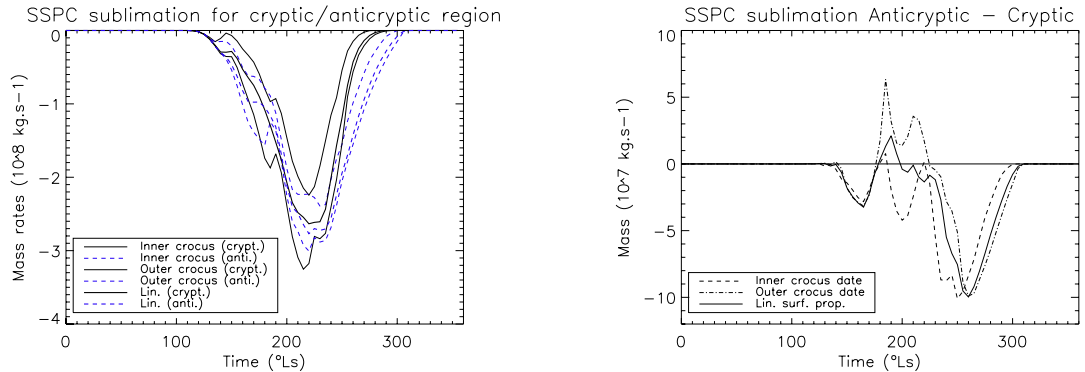 SSPC sublimation for cryptic/anticryptic region
0
−1
−2
−3
−4
Mass rates (10^8 kg.s−1)
Inner crocus (crypt.)
Inner crocus (anti.)
Outer crocus (crypt.)
Outer crocus (anti.)
Lin. (crypt.)
Lin. (anti.)
0 100 200 300
Time (°Ls)
SSPC sublimation Anticryptic − Cryptic
10
5
0
−5
−10
Mass (10^7 kg.s−1)
Inner crocus date
Outer crocus date
Lin. surf. prop.
0 100 200 300
Time (°Ls)